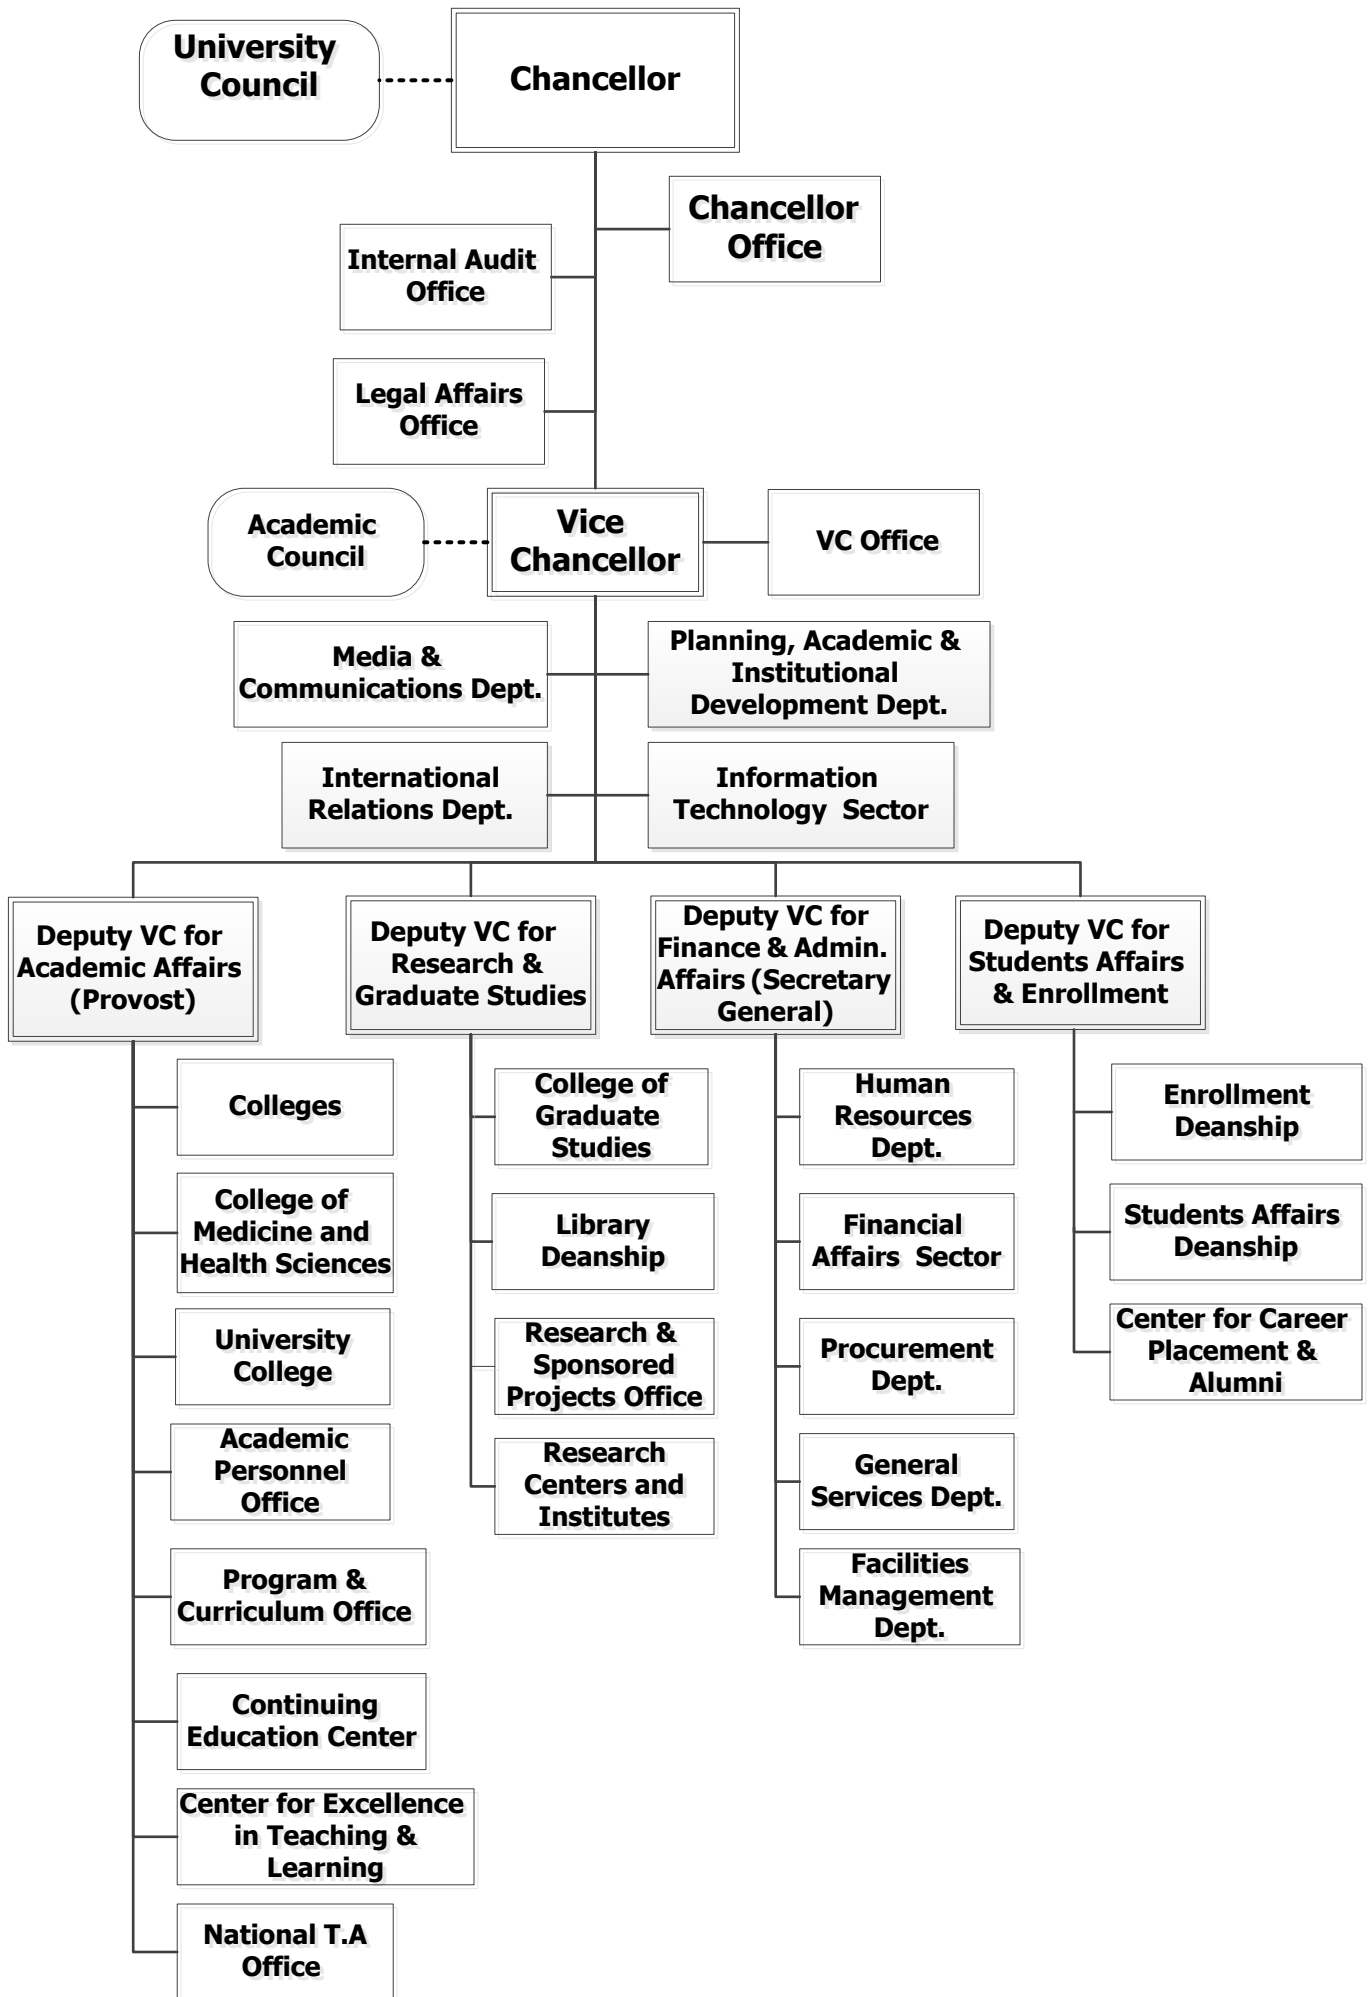 University
Council
Chancellor
Chancellor
Office
Internal Audit
Office
Legal Affairs
Office
Academic
Council
Vice
Chancellor
VC Office
Media &
Communications Dept.
Planning, Academic &
Institutional
Development Dept.
International
Relations Dept.
Information
Technology  Sector
Deputy VC for
Academic Affairs
(Provost)
Deputy VC for
Research &
Graduate Studies
Deputy VC for
Finance & Admin.
Affairs (Secretary
General)
Deputy VC for
Students Affairs
& Enrollment
Colleges
College of
Medicine and
Health Sciences
University
College
Academic
Personnel
Office
Program &
Curriculum Office
Continuing
Education Center
Center for Excellence
in Teaching &
Learning
National T.A
Office
College of
Graduate
Studies
Library
Deanship
Research &
Sponsored
Projects Office
Research
Centers and
Institutes
Human
Resources
Dept.
Financial
Affairs  Sector
Procurement
Dept.
General
Services Dept.
Facilities
Management
Dept.
Enrollment
Deanship
Students Affairs
Deanship
Center for Career
Placement &
Alumni